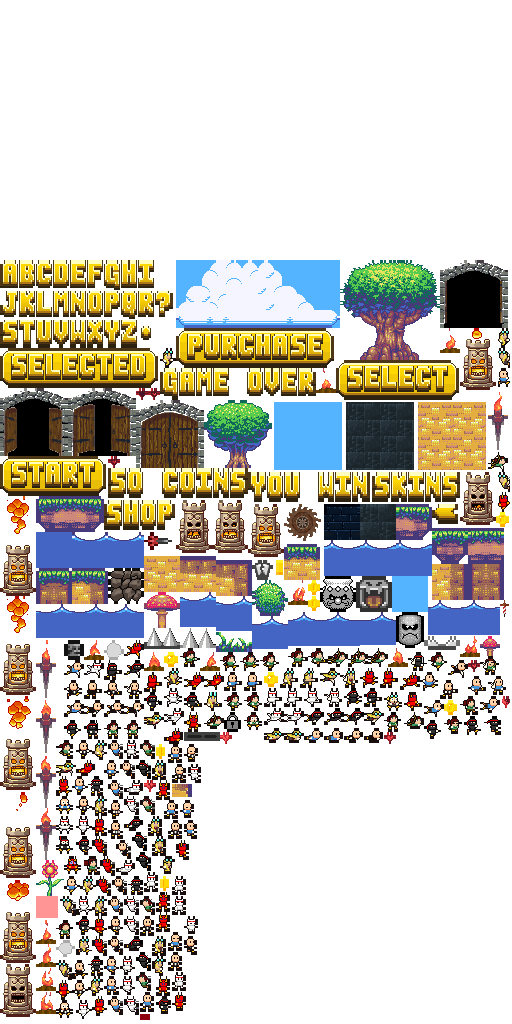 ABCDEFGHI
JKLMNOPQR?
STUVWXYZ
PURCHASE
SELECTED
GAME OVER
SELECT
START
50 COINS
YOU WIN
SKINS
SHOP